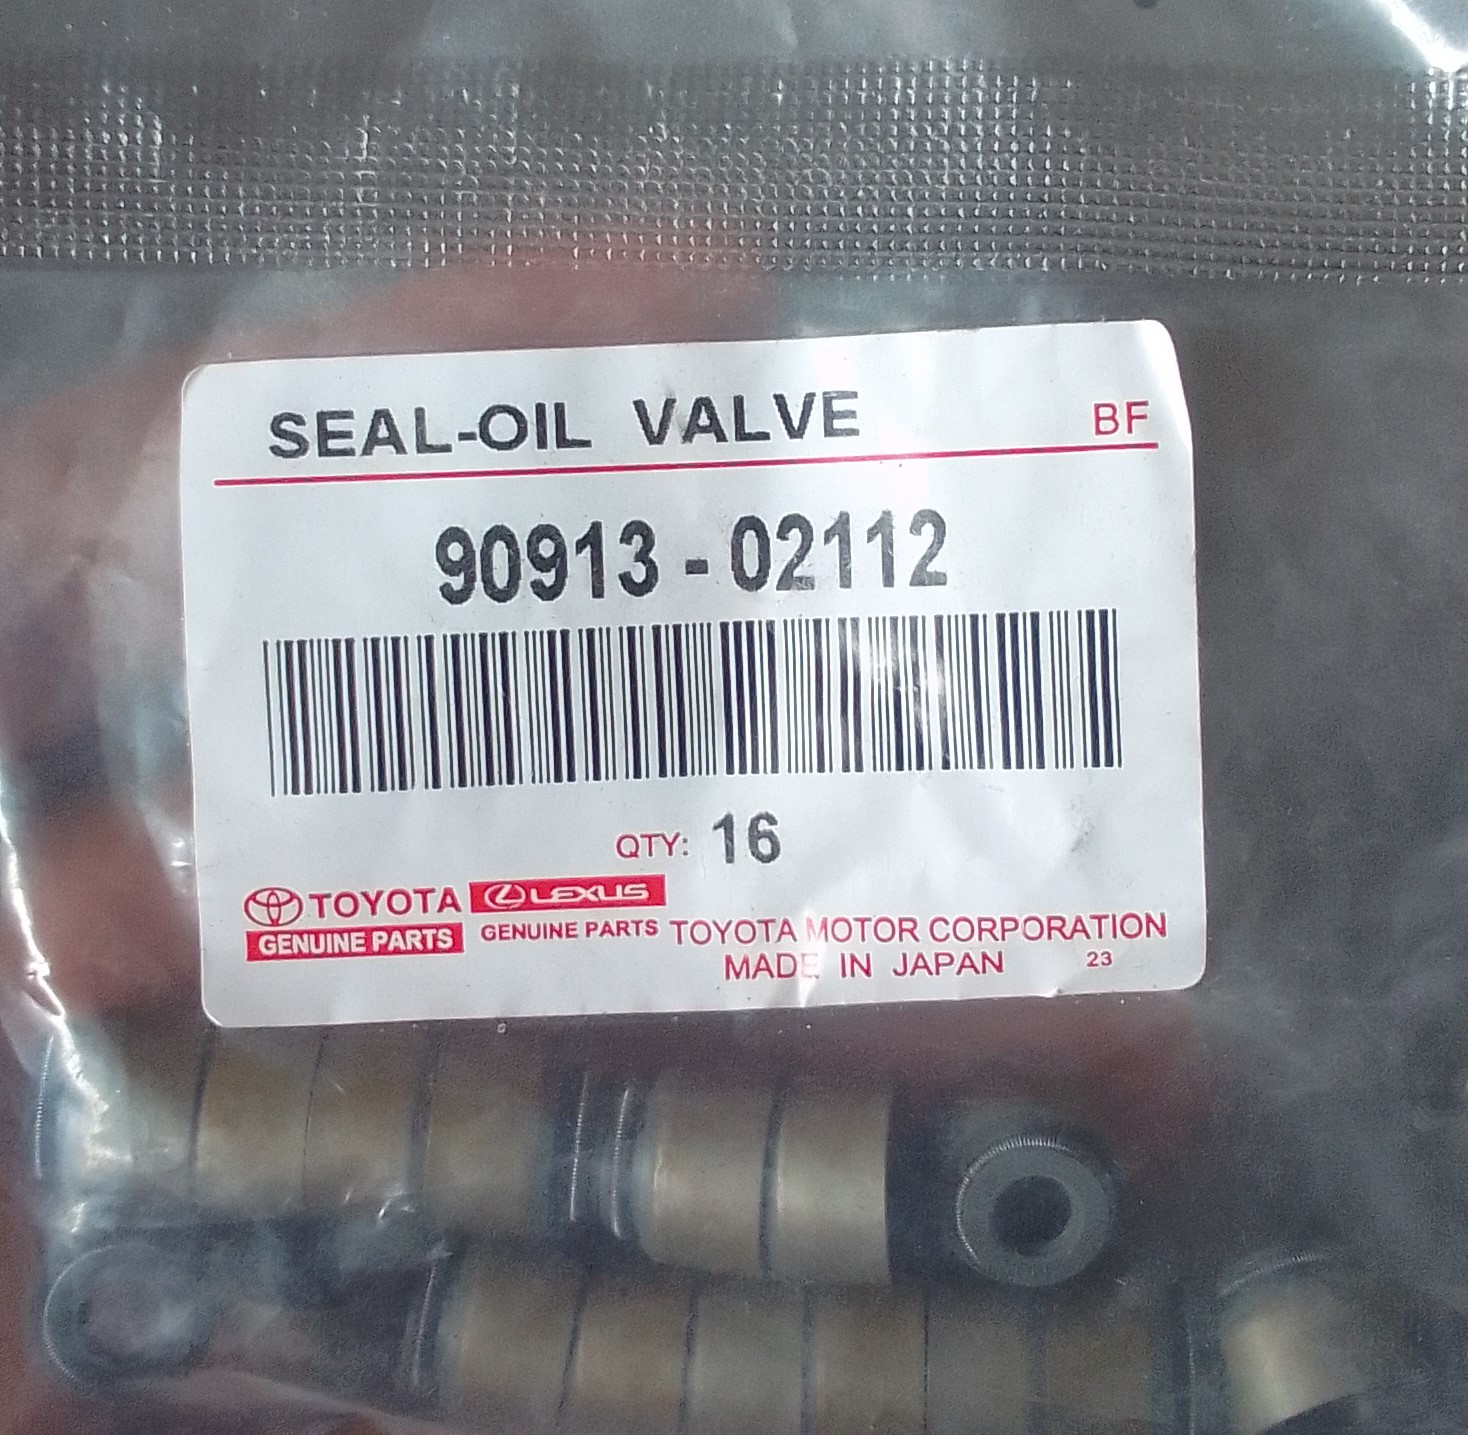 SEAL-OIL VALVE BF
90913-02112
QTY: 16
TOYOTA LEXUS
GENUINE PARTS GENUINE PARTS TOYOTA MOTOR CORPORATION
MADE IN JAPAN 23